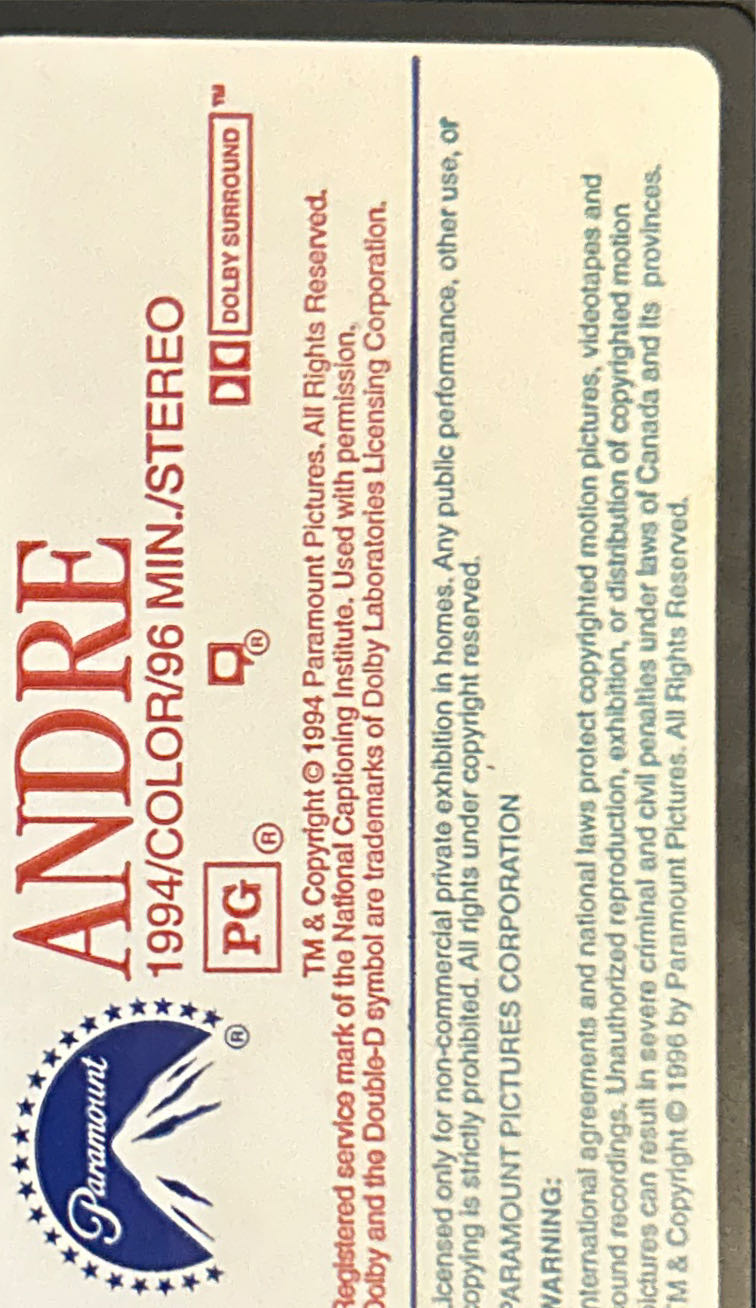 Paramount
®
ANDRE
1994/COLOR/96 MIN./STEREO
PG ® ® DOLBY SURROUND ™
TM & Copyright © 1994 Paramount Pictures. All Rights Reserved.
Registered service mark of the National Captioning Institute. Used with permission.
Dolby and the Double-D symbol are trademarks of Dolby Laboratories Licensing Corporation.
icensed only for non-commercial private exhibition in homes. Any public performance, other use, or
opying is strictly prohibited. All rights under copyright reserved.
PARAMOUNT PICTURES CORPORATION
WARNING:
nternational agreements and national laws protect copyrighted motion pictures, videotapes and
ound recordings. Unauthorized reproduction, exhibition, or distribution of copyrighted motion
ictures can result in severe criminal and civil penalties under laws of Canada and its provinces.
TM & Copyright © 1996 by Paramount Pictures. All Rights Reserved.